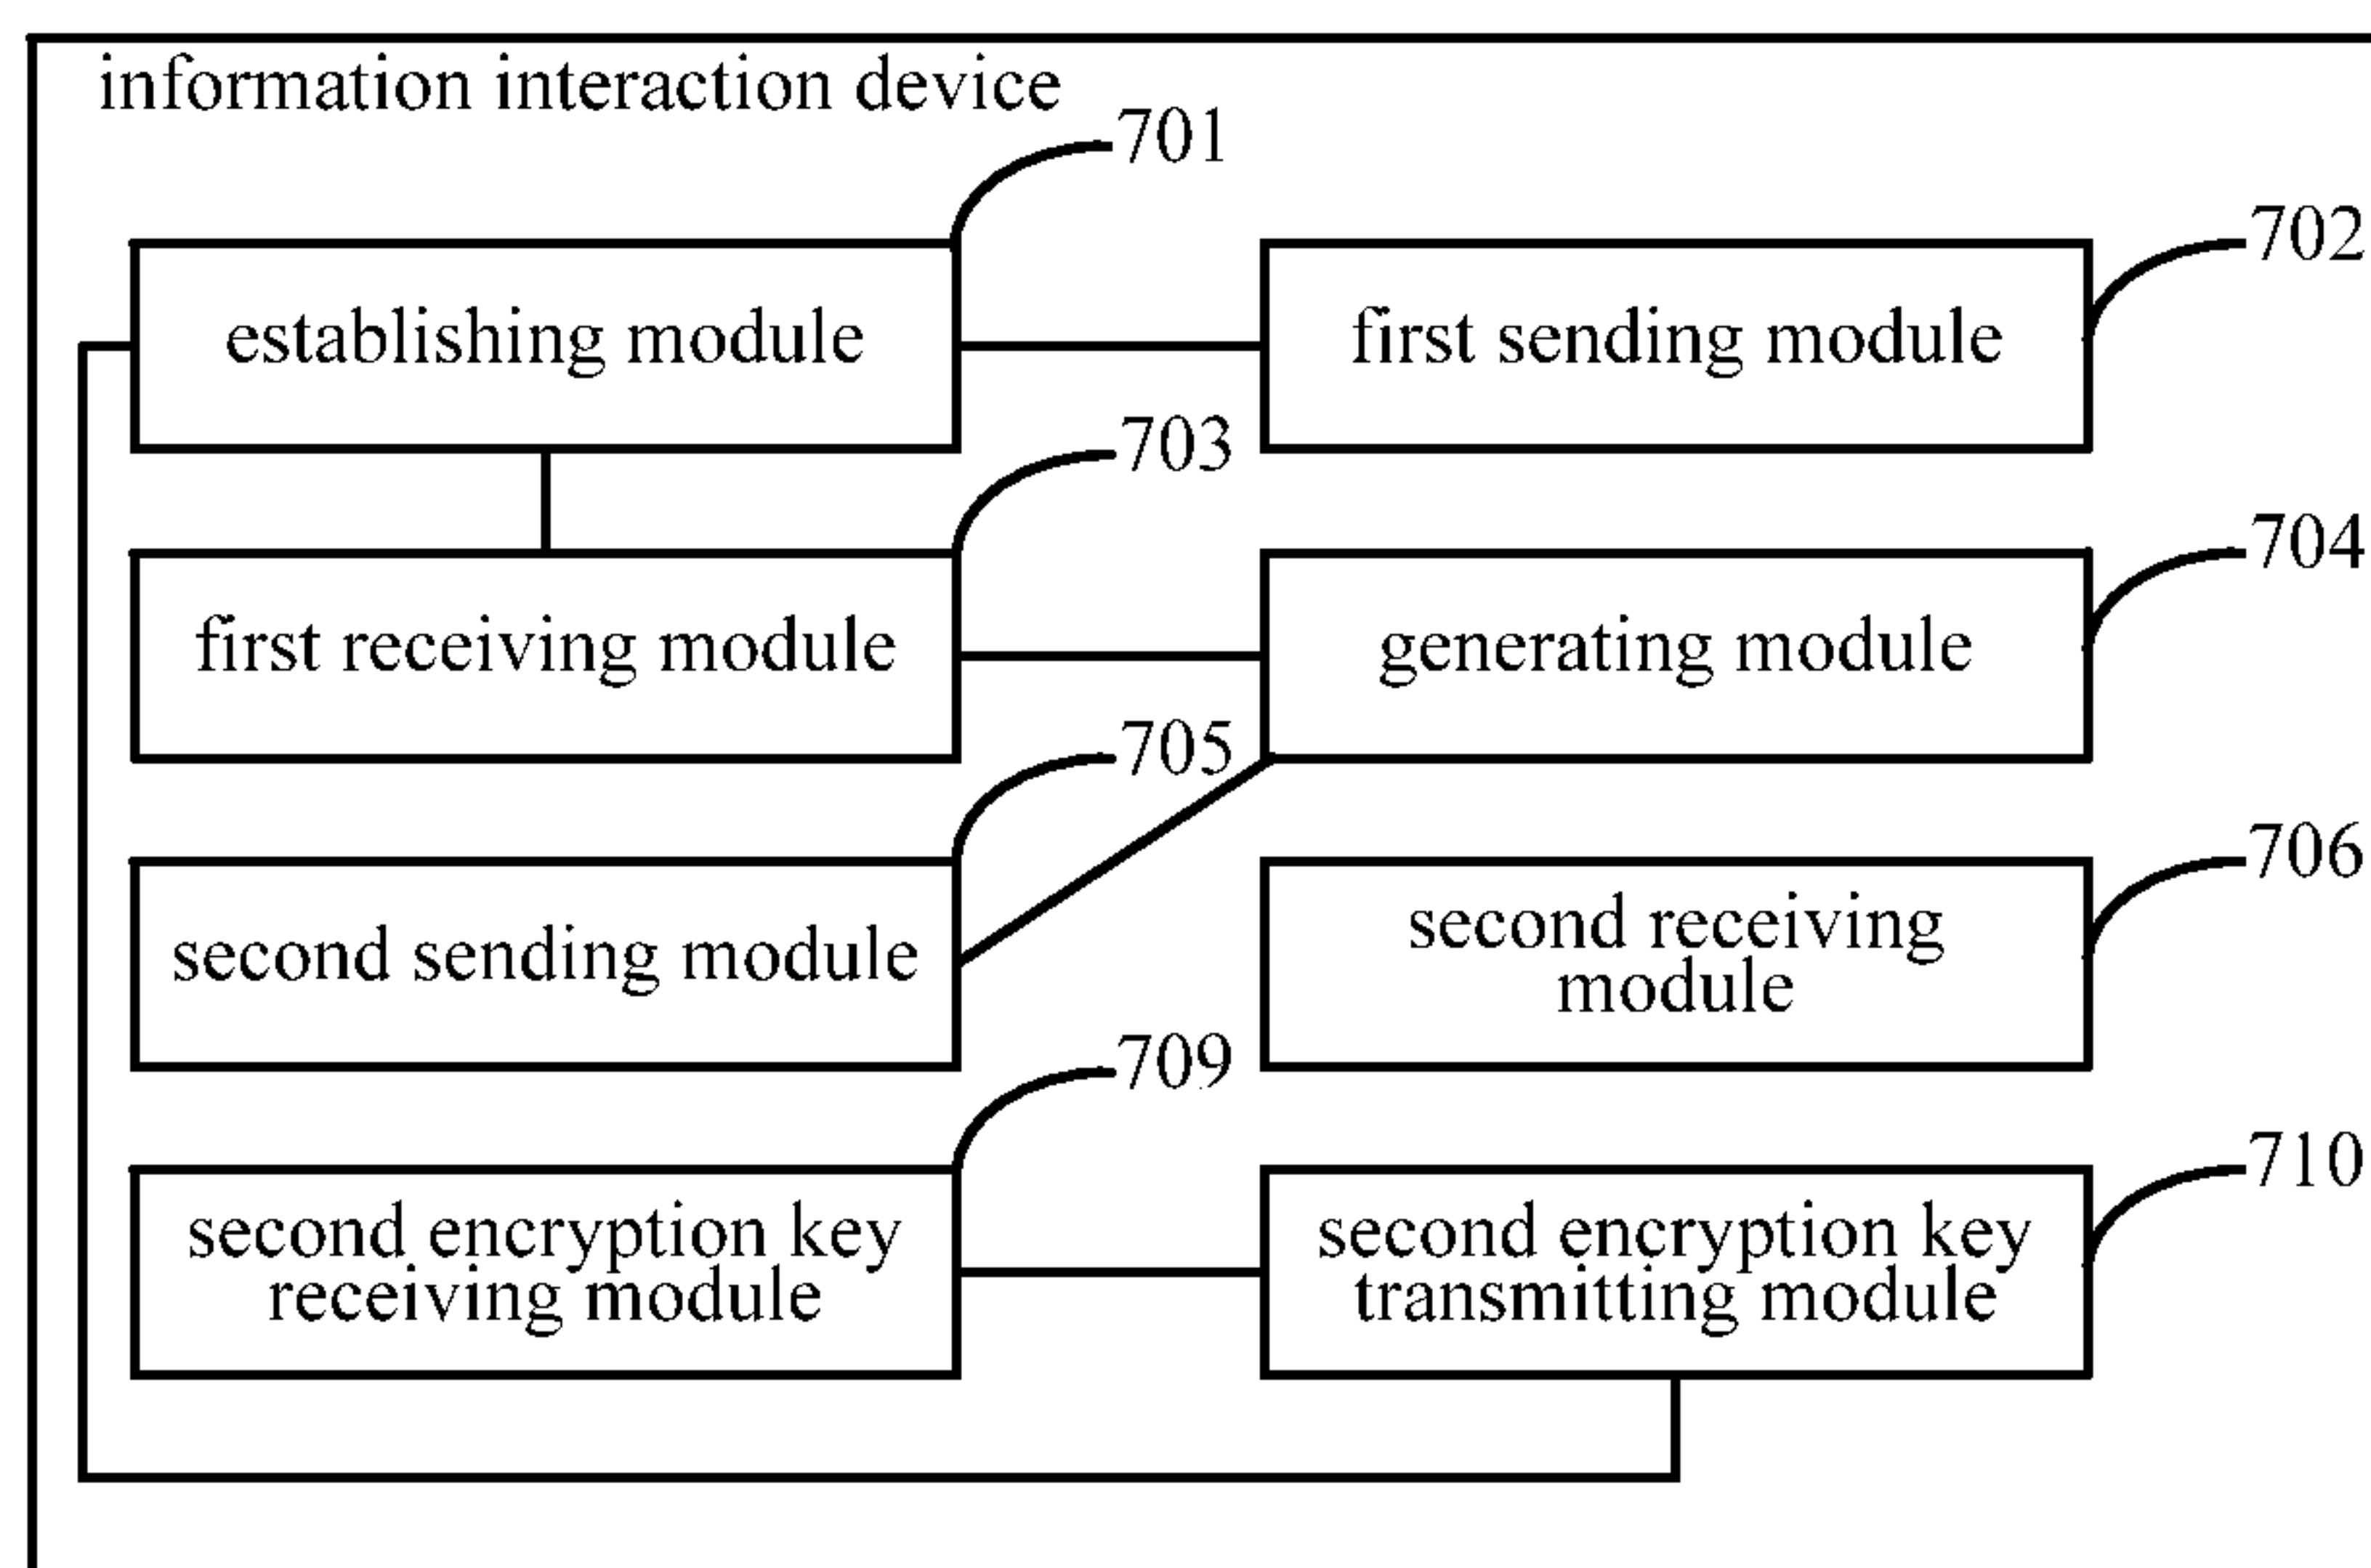 information interaction device
701
702
establishing module
first sending module
703
704
first receiving module
generating module
705
706
second sending module
second receiving
module
709
710
second encryption key
receiving module
second encryption key
transmitting module